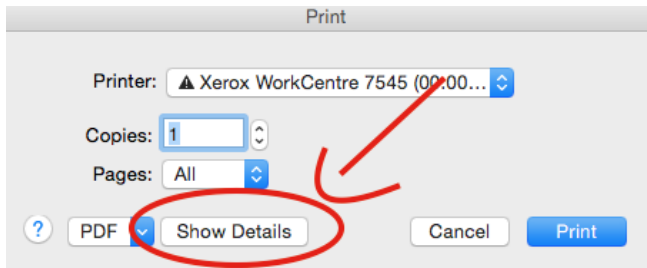 Print
Printer: ⚠ Xerox WorkCentre 7545 (00:00...
Copies: 1
Pages: All
? PDF Show Details Cancel Print